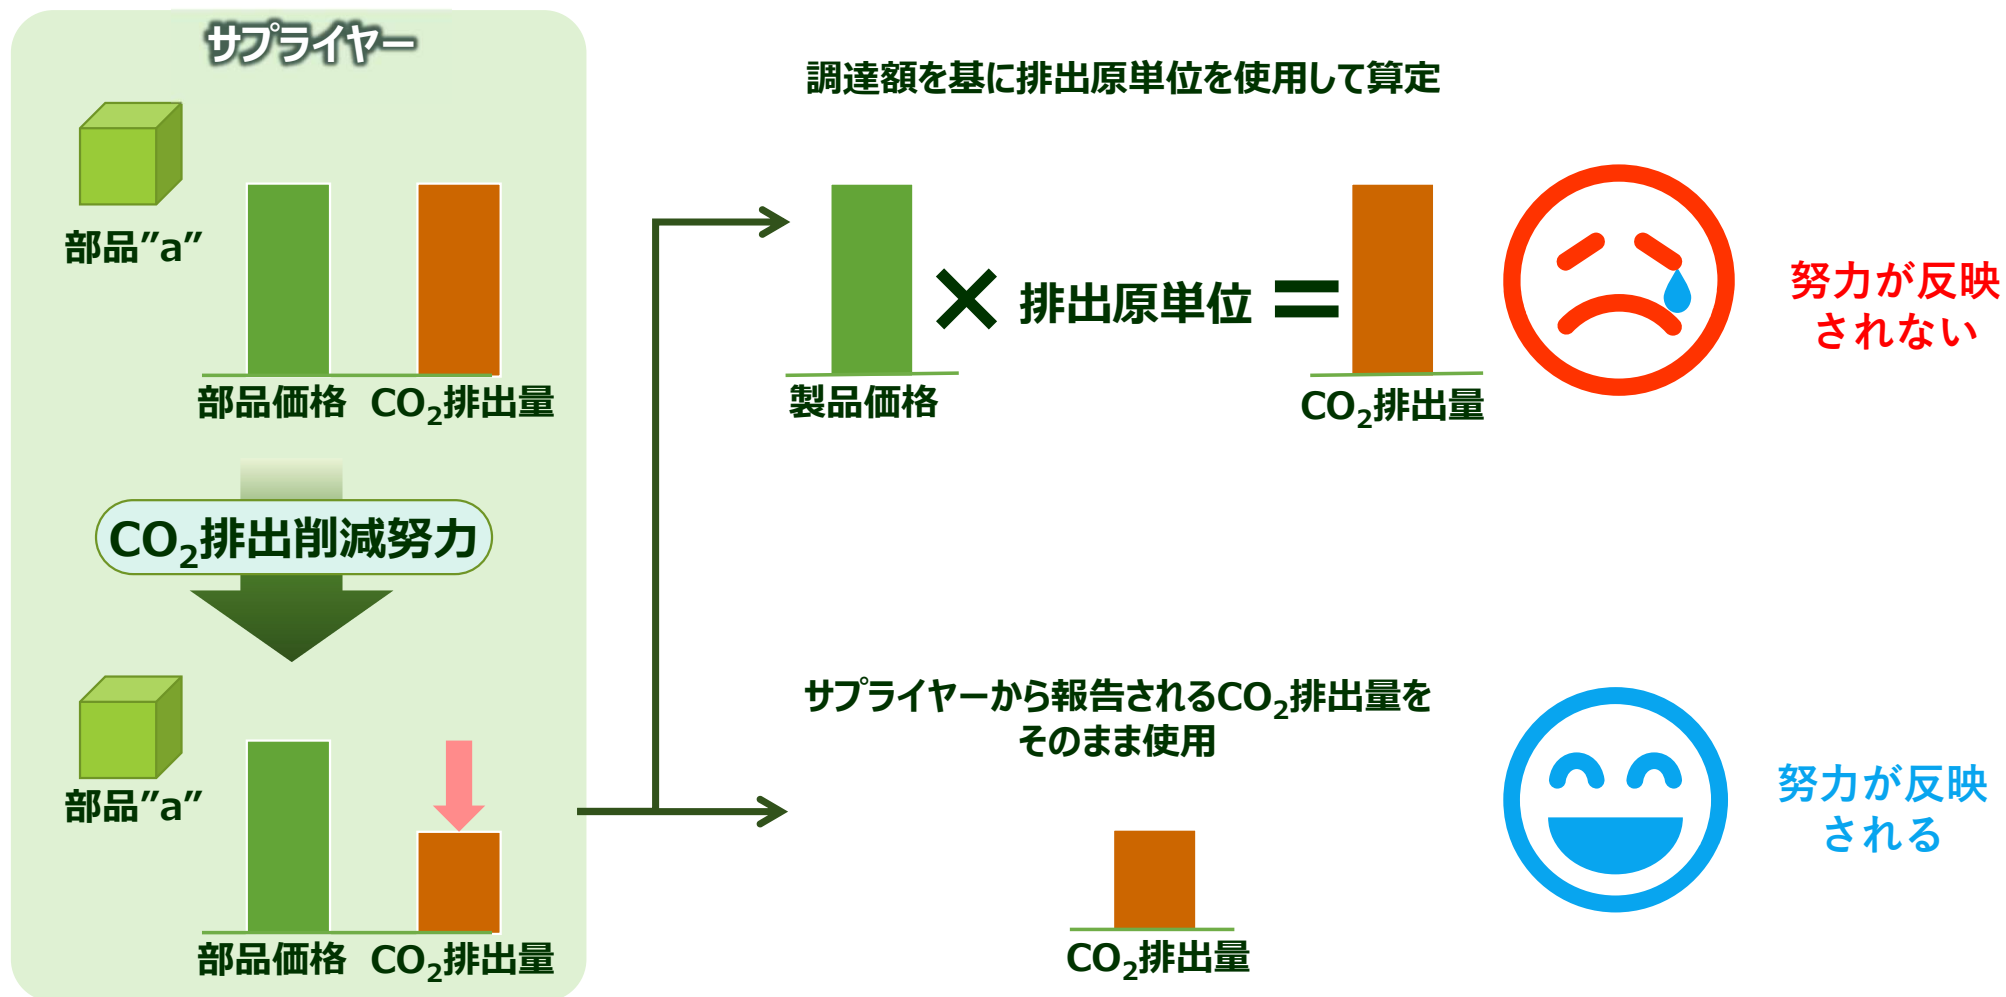 サプライヤー
部品”a”
部品価格
CO₂排出量
CO₂排出削減努力
部品”a”
部品価格
CO₂排出量
調達額を基に排出原単位を使用して算定
×
排出原単位
=
製品価格
CO₂排出量
努力が反映
されない
サプライヤーから報告されるCO₂排出量を
そのまま使用
CO₂排出量
努力が反映
される